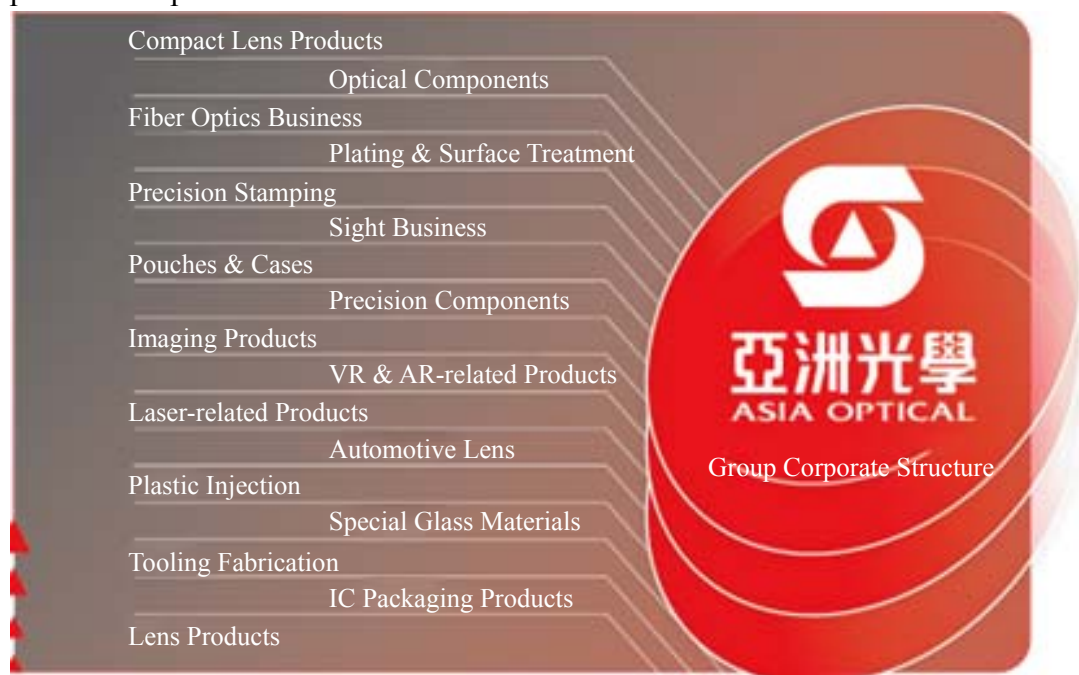 Compact Lens Products
Optical Components
Fiber Optics Business
Plating & Surface Treatment
Precision Stamping
Sight Business
Pouches & Cases
Precision Components
Imaging Products
VR & AR-related Products
Laser-related Products
Automotive Lens
Plastic Injection
Special Glass Materials
Tooling Fabrication
IC Packaging Products
Lens Products
亞洲光學
ASIA OPTICAL
Group Corporate Structure